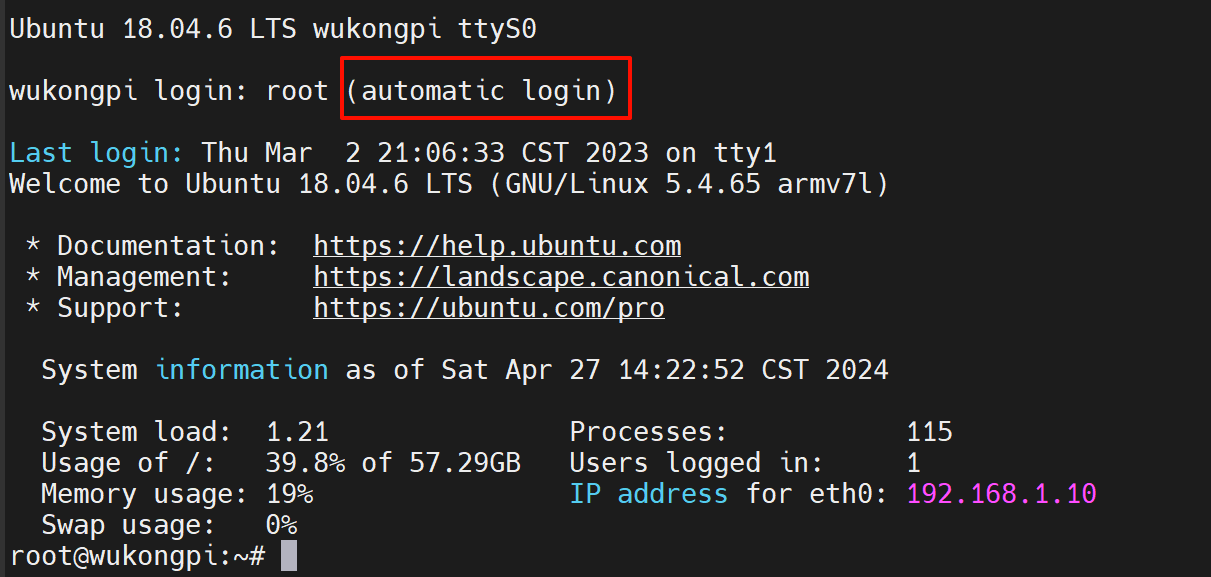 Ubuntu 18.04.6 LTS wukongpi ttyS0
wukongpi login: root (automatic login)
Last login: Thu Mar  2 21:06:33 CST 2023 on tty1
Welcome to Ubuntu 18.04.6 LTS (GNU/Linux 5.4.65 armv7l)
* Documentation:  https://help.ubuntu.com
* Management:     https://landscape.canonical.com
* Support:        https://ubuntu.com/pro
System information as of Sat Apr 27 14:22:52 CST 2024
System load:  1.21               Processes:           115
Usage of /:   39.8% of 57.29GB   Users logged in:     1
Memory usage: 19%                IP address for eth0: 192.168.1.10
Swap usage:   0%
root@wukongpi:~#